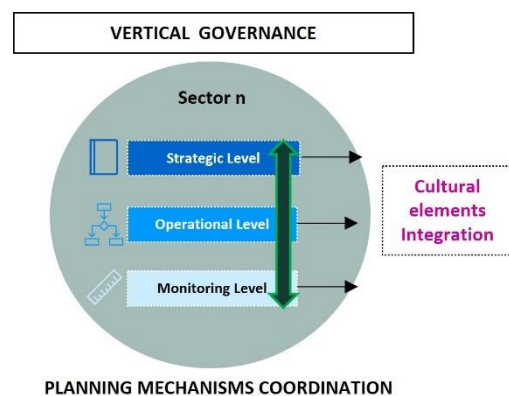 VERTICAL GOVERNANCE
Sector n
Strategic Level
Operational Level
Monitoring Level
Cultural
elements
Integration
PLANNING MECHANISMS COORDINATION